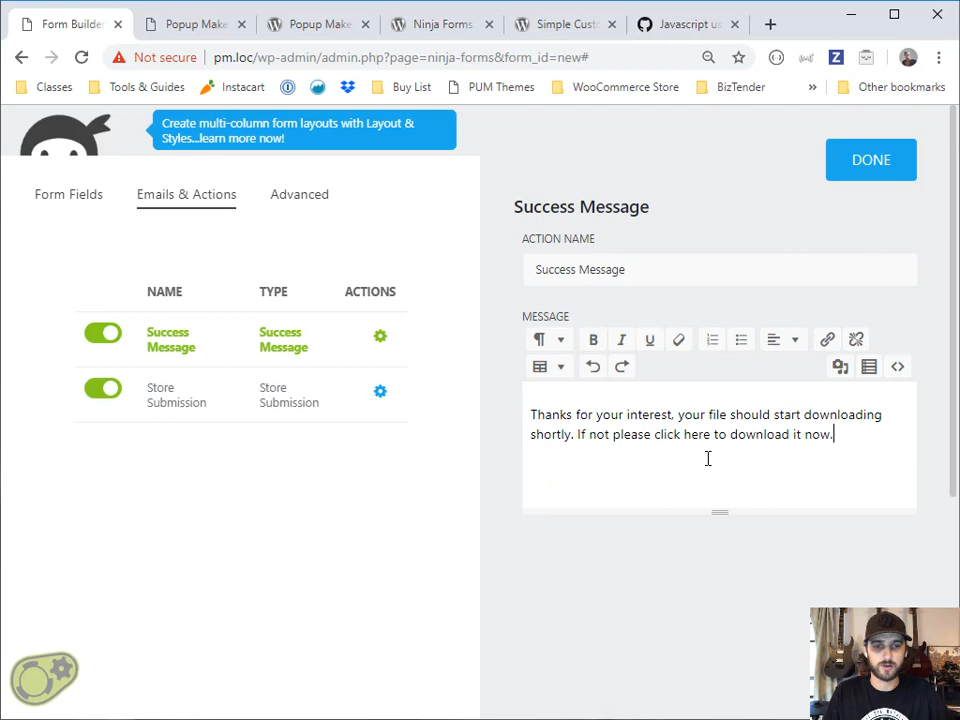 Form Builder
Popup Make
Popup Make
Ninja Forms
Simple Cust
Javascript us
Not secure
pm.loc/wp-admin/admin.php?page=ninja-forms&form_id=new#
Classes
Tools & Guides
Instacart
Buy List
PUM Themes
WooCommerce Store
BizTender
»
Other bookmarks
Create multi-column form layouts with Layout &
Styles...learn more now!
DONE
Form Fields
Emails & Actions
Advanced
Success Message
ACTION NAME
Success Message
NAME
TYPE
ACTIONS
MESSAGE
Success
Message
Success
Message
Store
Submission
Store
Submission
Thanks for your interest, your file should start downloading
shortly. If not please click here to download it now.